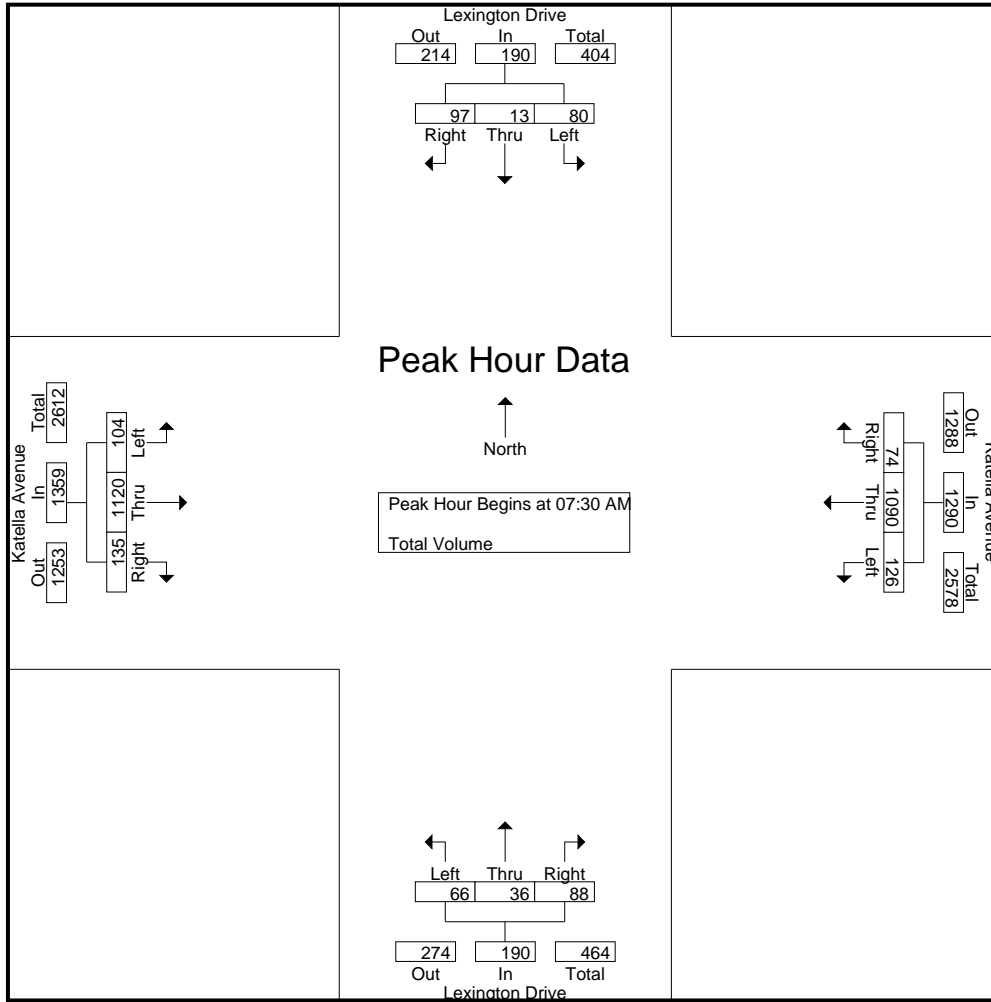 Lexington Drive
Out In Total
214 190 404
97 13 80
Right Thru Left
Peak Hour Data
North
Peak Hour Begins at 07:30 AM
Total Volume
Katella Avenue
Out In Total
1253 1359 2612
135 1120 104
Right Thru Left
Katella Avenue
Out In Total
1288 1290 2578
74 1090 126
Right Thru Left
Left Thru Right
66 36 88
274 190 464
Out In Total
Lexington Drive